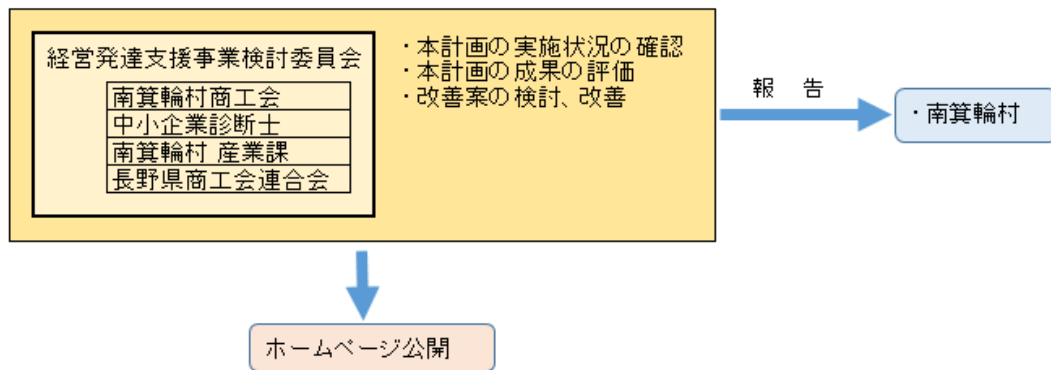 経営発達支援事業検討委員会
南箕輪村商工会
中小企業診断士
南箕輪村 産業課
長野県商工会連合会
・本計画の実施状況の確認
・本計画の成果の評価
・改善案の検討、改善
報 告
・南箕輪村
ホームページ公開